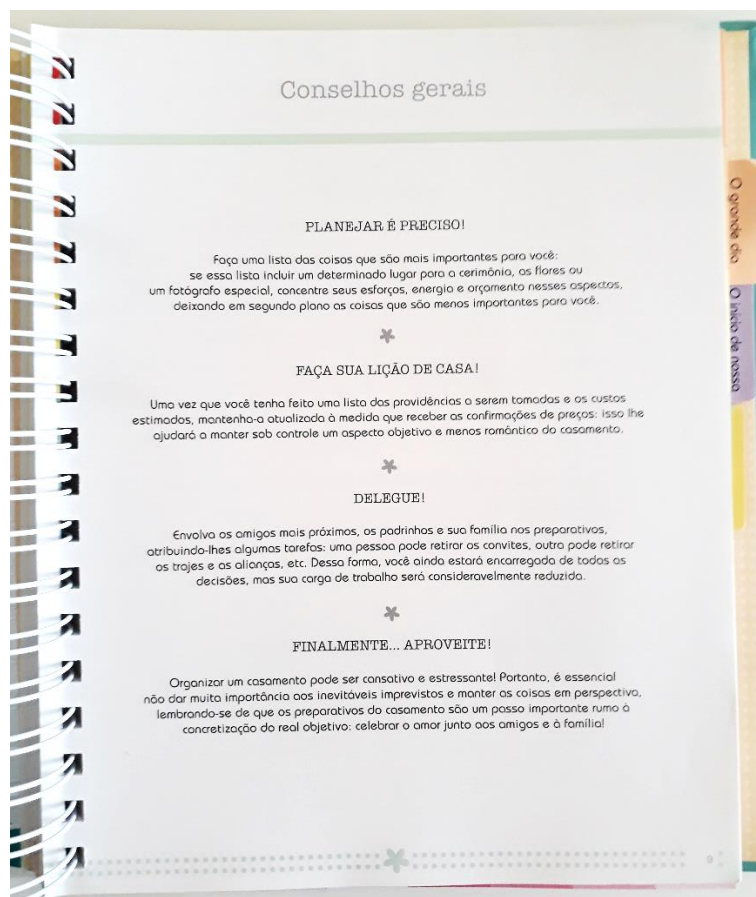 Conselhos gerais
PLANEJAR É PRECISO!
Faça uma lista das coisas que são mais importantes para você:
se essa lista incluir um determinado lugar para a cerimônia, as flores ou
um fotógrafo especial, concentre seus esforços, energia e orçamento nesses aspectos,
deixando em segundo plano as coisas que são menos importantes para você.
FAÇA SUA LIÇÃO DE CASA!
Uma vez que você tenha feito uma lista das providências a serem tomadas e os custos
estimados, mantenha-a atualizada à medida que receber as confirmações de preços: isso lhe
ajudará a manter sob controle um aspecto objetivo e menos romântico do casamento.
DELEGUE!
Envolva os amigos mais próximos, os padrinhos e sua família nos preparativos,
atribuindo-lhes algumas tarefas: uma pessoa pode retirar os convites, outra pode retirar
os trajes e as alianças, etc. Dessa forma, você ainda estará encarregada de todas as
decisões, mas sua carga de trabalho será consideravelmente reduzida.
FINALMENTE... APROVEITE!
Organizar um casamento pode ser cansativo e estressante! Portanto, é essencial
não dar muita importância aos inevitáveis imprevistos e manter as coisas em perspectiva,
lembrando-se de que os preparativos do casamento são um passo importante rumo à
concretização do real objetivo: celebrar o amor junto aos amigos e à família!
9
O grande dia
O início de nossa